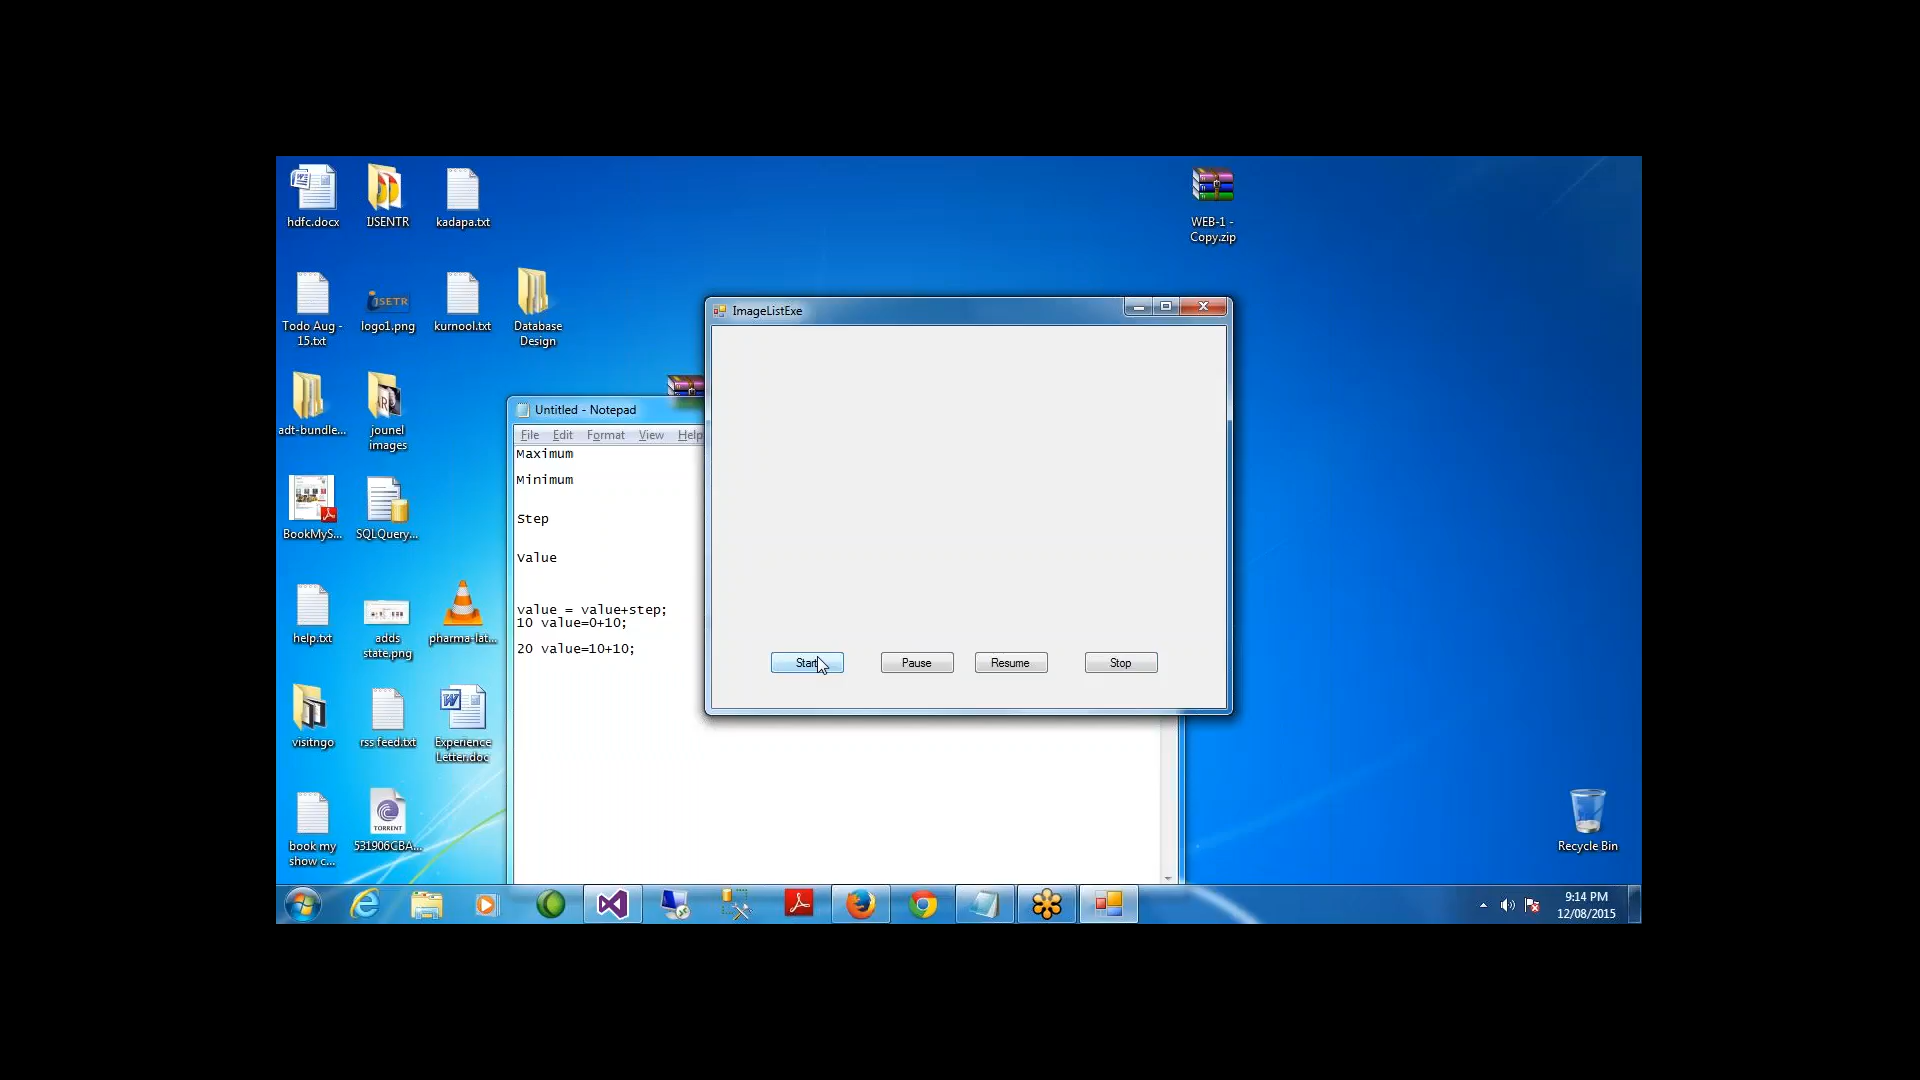 hdfc.docx
IJSENTR
kadapa.txt
WEB-1 -
Copy.zip
Todo Aug -
15.txt
logo1.png
kurnool.txt
Database
Design
adt-bundle...
jounel
images
BookMyS...
SQLQuery...
help.txt
adds
state.png
pharma-lat...
visitngo
rss feed.txt
Experience
Letter.doc
book my
show c...
TORRENT
531906CBA...
Recycle Bin
Untitled - Notepad
File Edit Format View Help
Maximum
Minimum
Step
Value
value = value+step;
10 value=0+10;
20 value=10+10;
ImageListExe
Start
Pause
Resume
Stop
9:14 PM
12/08/2015